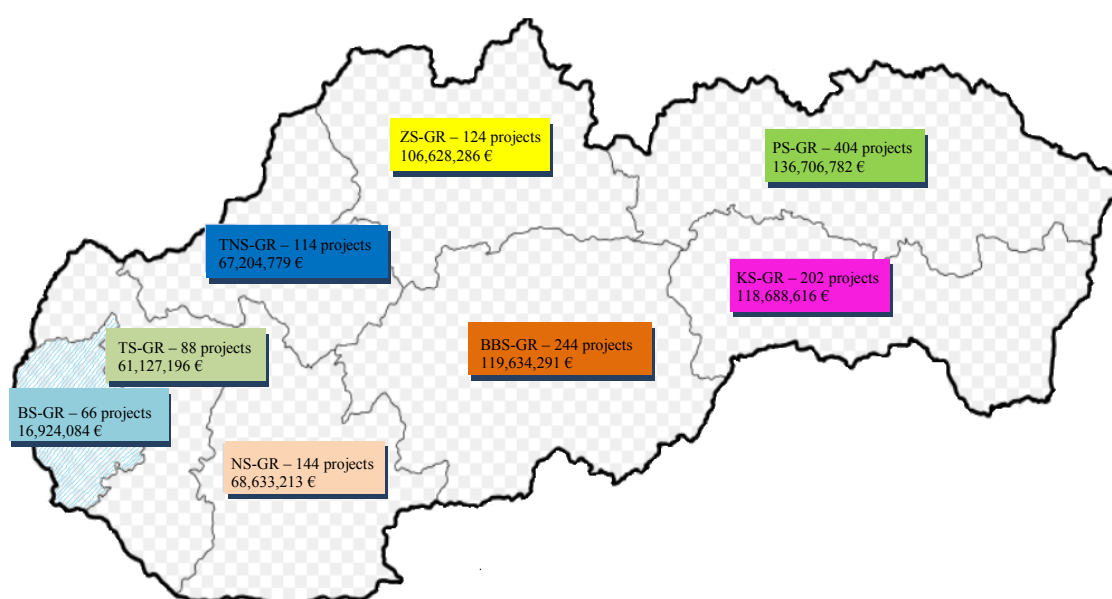 ZS-GR – 124 projects
106,628,286 €
PS-GR – 404 projects
136,706,782 €
TNS-GR – 114 projects
67,204,779 €
KS-GR – 202 projects
118,688,616 €
TS-GR – 88 projects
61,127,196 €
BBS-GR – 244 projects
119,634,291 €
BS-GR – 66 projects
16,924,084 €
NS-GR – 144 projects
68,633,213 €